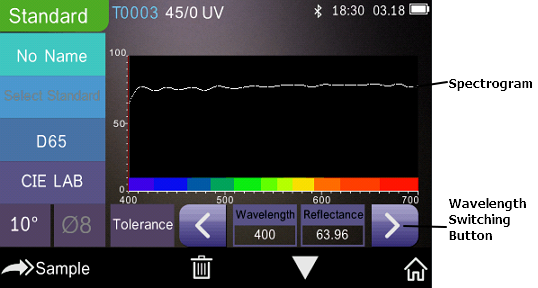 Standard
T0003 45/0 UV
18:30 03.18
No Name
Select Standard
D65
CIE LAB
10° Ø8
100
50
0
400 500 600 700
Spectrogram
Tolerance
Wavelength
400
Reflectance
63.96
Wavelength
Switching
Button
Sample